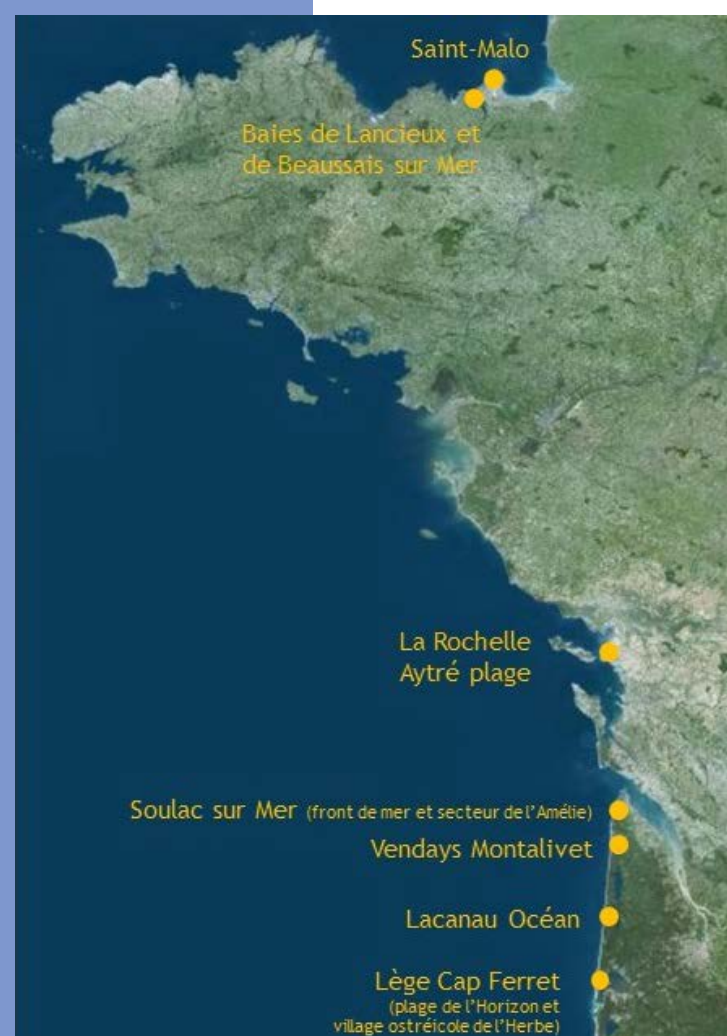 Saint-Malo
Baies de Lancieux et
de Beaussais sur Mer
La Rochelle
Aytré plage
Soulac sur Mer (front de mer et secteur de l'Amélie)
Vendays Montalivet
Lacanau Océan
Lège Cap Ferret
(plage de l'Horizon et
village ostréicole de l'Herbe)